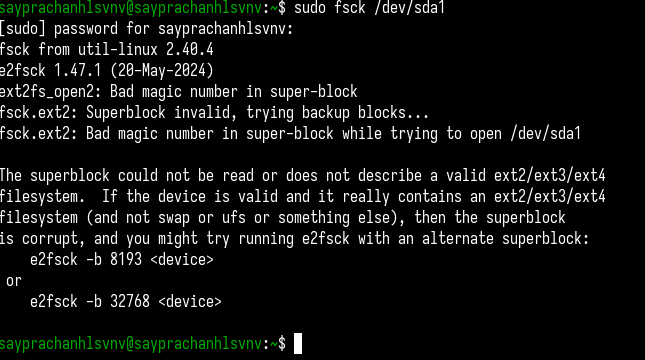 sayprachanhlsvnv@sayprachanhlsvnv:~$ sudo fsck /dev/sda1
[sudo] password for sayprachanhlsvnv:
fsck from util-linux 2.40.4
e2fsck 1.47.1 (20-May-2024)
ext2fs_open2: Bad magic number in super-block
fsck.ext2: Superblock invalid, trying backup blocks...
fsck.ext2: Bad magic number in super-block while trying to open /dev/sda1

The superblock could not be read or does not describe a valid ext2/ext3/ext4
filesystem.  If the device is valid and it really contains an ext2/ext3/ext4
filesystem (and not swap or ufs or something else), then the superblock
is corrupt, and you might try running e2fsck with an alternate superblock:
    e2fsck -b 8193 <device>
 or
    e2fsck -b 32768 <device>

sayprachanhlsvnv@sayprachanhlsvnv:~$